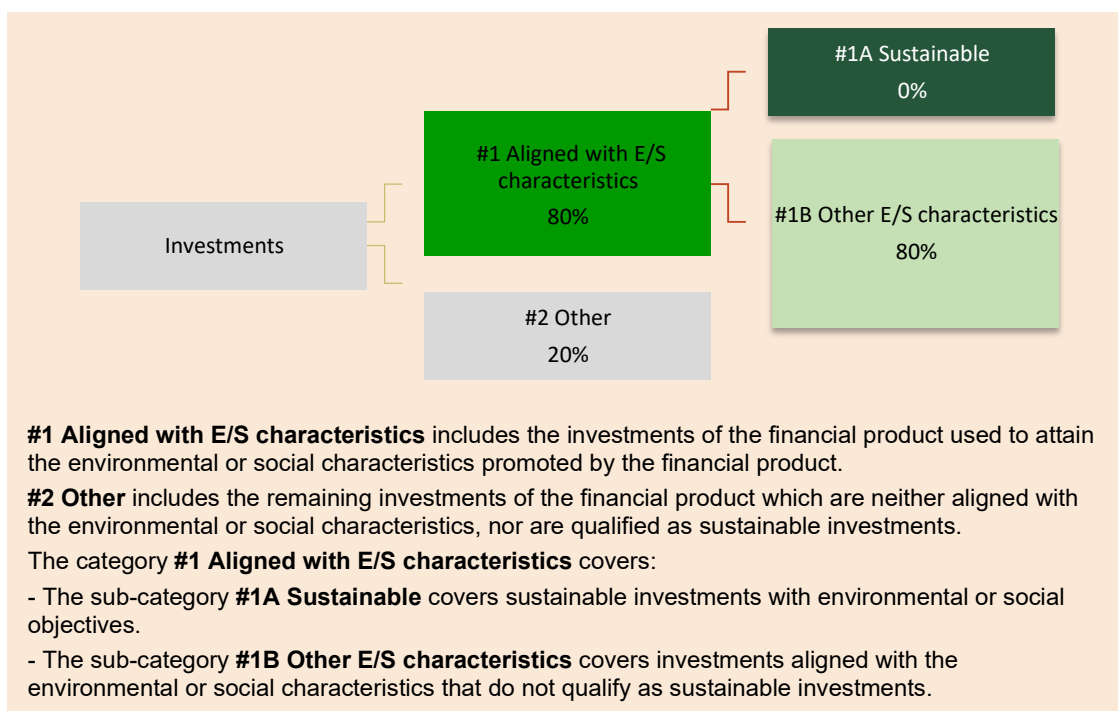 #1A Sustainable
0%
#1 Aligned with E/S
characteristics
80%
#1B Other E/S characteristics
80%
Investments
#2 Other
20%
#1 Aligned with E/S characteristics includes the investments of the financial product used to attain
the environmental or social characteristics promoted by the financial product.
#2 Other includes the remaining investments of the financial product which are neither aligned with
the environmental or social characteristics, nor are qualified as sustainable investments.
The category #1 Aligned with E/S characteristics covers:
- The sub-category #1A Sustainable covers sustainable investments with environmental or social
objectives.
- The sub-category #1B Other E/S characteristics covers investments aligned with the
environmental or social characteristics that do not qualify as sustainable investments.